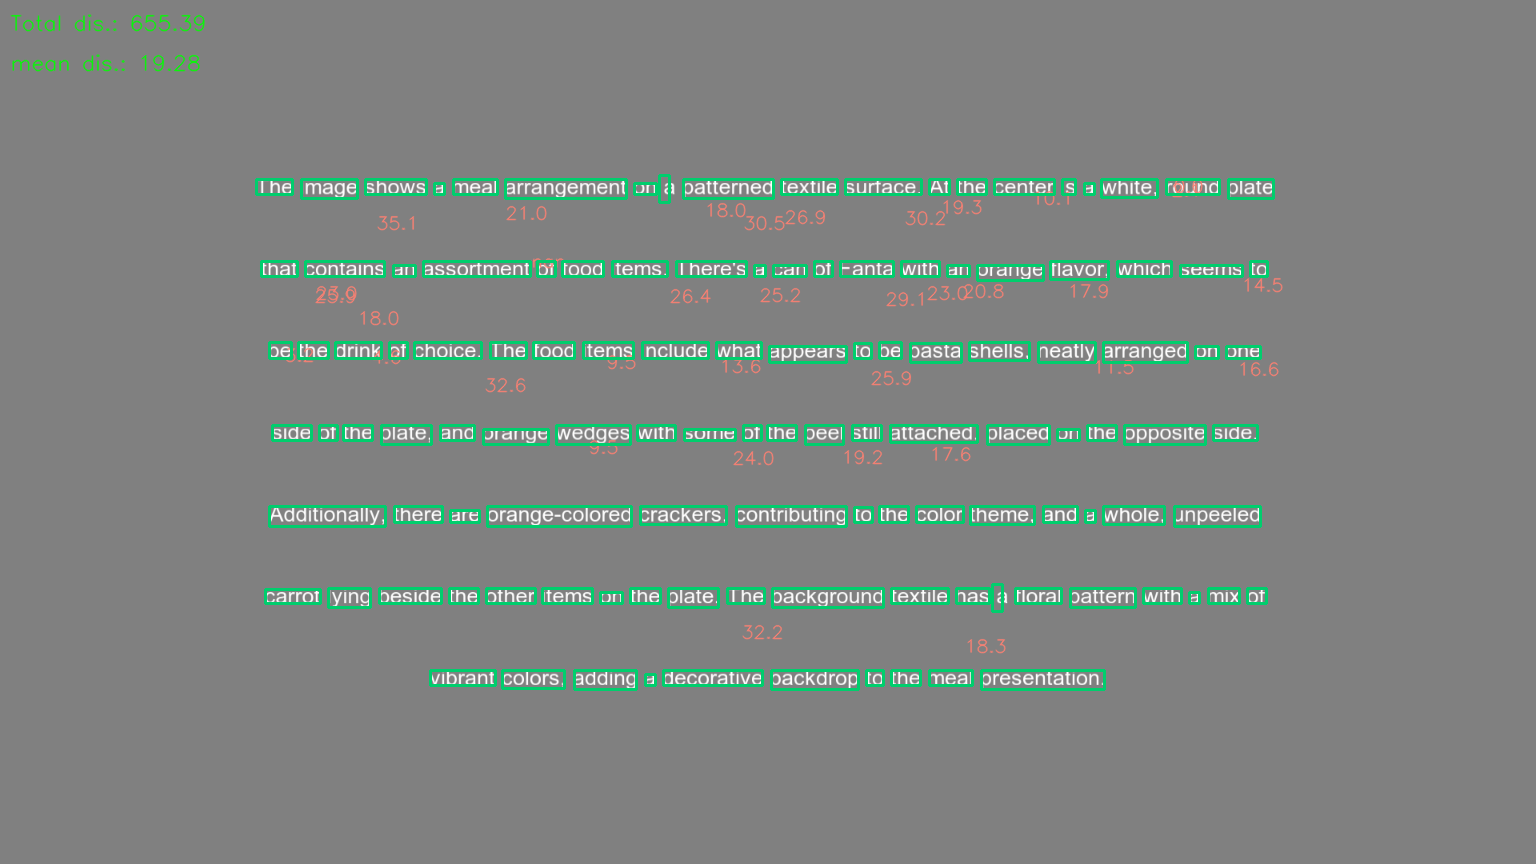 Total dis.: 655.39
mean dis.: 19.28
The image shows a meal arrangement on a patterned textile surface. At the center is a white, round plate
35.1 21.0 18.0 30.5 26.9 30.2 19.3 10.1
that contains an assortment of food items. There's a can of Fanta with an orange flavor, which seems to
23.0 25.9 26.4 25.2 29.1 23.0 20.8 17.9 14.5
18.0
be the drink of choice. The food items include what appears to be pasta shells, neatly arranged on one
32.6 9.5 13.6 25.9 11.5 16.6
side of the plate, and orange wedges with some of the peel still attached, placed on the opposite side.
9.5 24.0 19.2 17.6
Additionally, there are orange-colored crackers, contributing to the color theme, and a whole, unpeeled
carrot lying beside the other items on the plate. The background textile has a floral pattern with a mix of
32.2 18.3
vibrant colors, adding a decorative backdrop to the meal presentation.